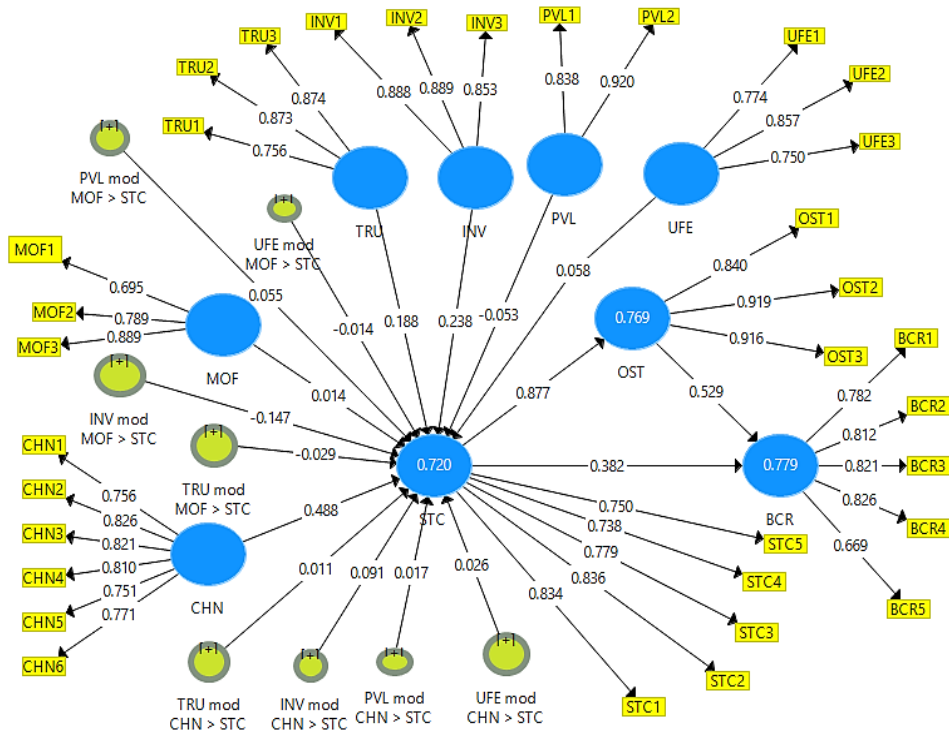 INV1
INV2
INV3
PVL1
PVL2
TRU3
UFE1
TRU2
UFE2
TRU1
UFE3
0.874
0.888
0.889
0.853
0.838
0.920
0.774
0.873
0.857
0.756
0.750
[+]
PVL mod
MOF > STC
[+]
UFE mod
MOF > STC
TRU
INV
PVL
UFE
OST1
MOF1
0.695
0.055
-0.014
0.188
0.238
-0.053
0.058
0.840
OST2
MOF2
0.789
0.919
0.769
MOF3
0.889
0.916
OST3
BCR1
[+]
MOF
OST
0.014
0.877
0.529
0.782
INV mod
MOF > STC
-0.147
BCR2
0.812
CHN1
[+]
-0.029
0.720
0.382
0.779
0.821
BCR3
CHN2
0.756
TRU mod
MOF > STC
0.826
0.826
CHN3
0.821
0.488
STC
0.750
BCR
BCR4
0.738
STC5
0.669
CHN4
0.810
0.779
CHN5
0.751
0.011
0.091
0.017
0.026
0.836
STC4
CHN6
0.771
CHN
0.834
BCR5
STC3
[+]
[+]
[+]
[+]
STC2
TRU mod
CHN > STC
INV mod
CHN > STC
PVL mod
CHN > STC
UFE mod
CHN > STC
STC1